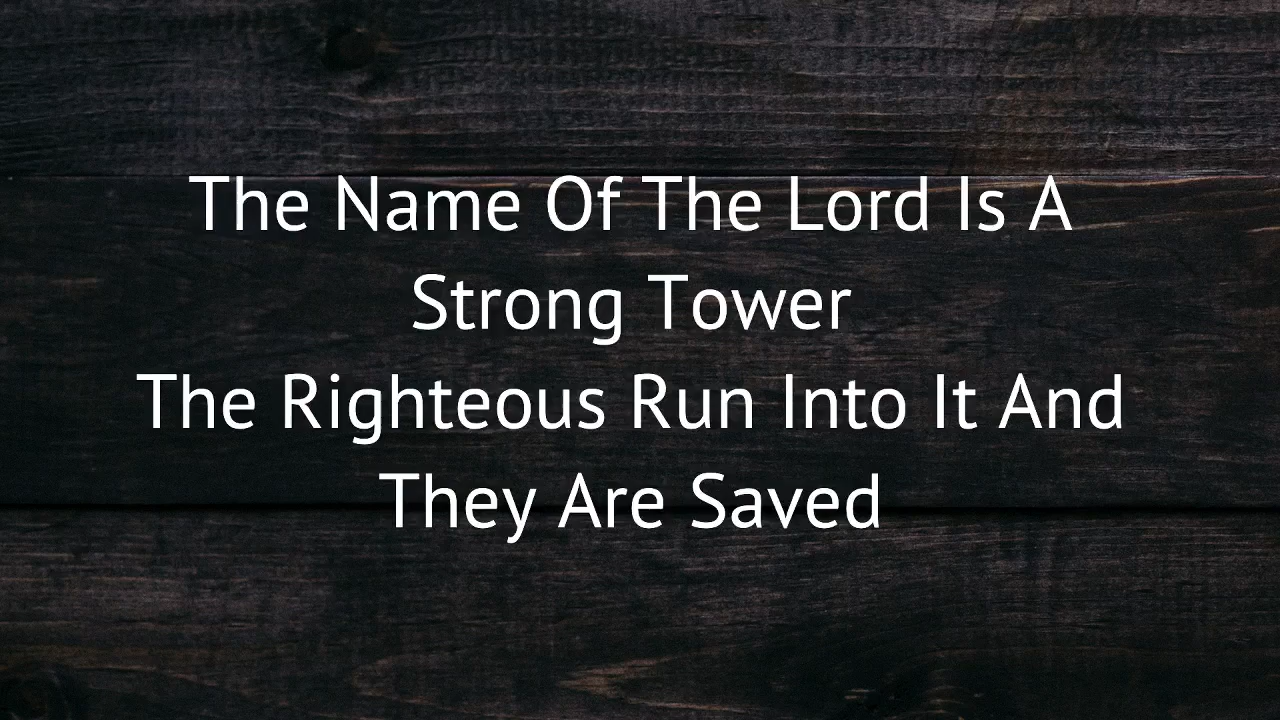 The Name Of The Lord Is A
Strong Tower
The Righteous Run Into It And
They Are Saved